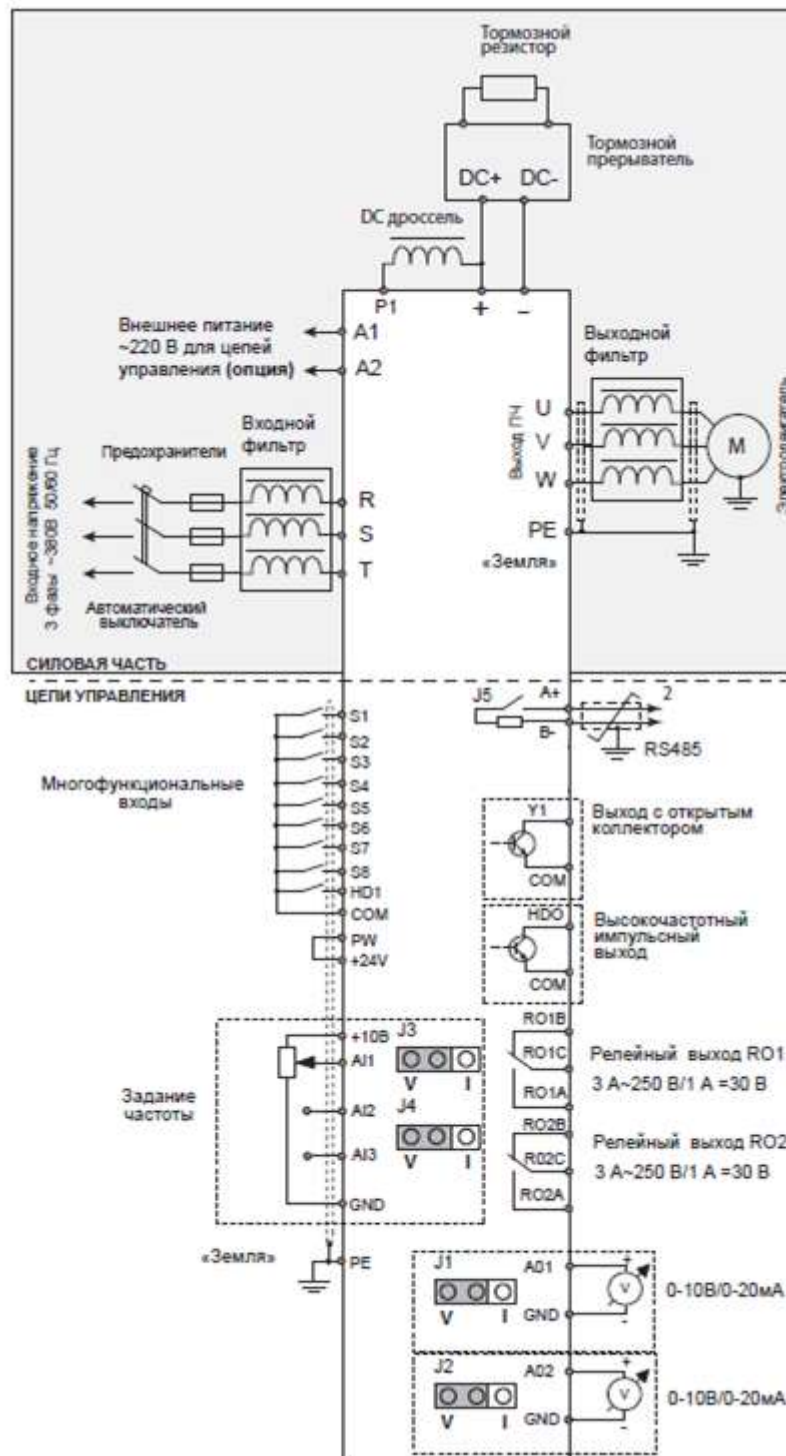 Тормозной
резистор
Тормозной
прерыватель
DC+ DC-
DC дроссель
P1 + -
Внешнее питание
~220 В для цепей
управления (опция)
A1
A2
Выходной
фильтр
Выход ПЧ
U
V
W
M
Электродвигатель
PE
«Земля»
Входное напряжение
3 фазы ~380В 50/60 Гц
Предохранители
Входной
фильтр
R
S
T
Автоматический
выключатель
СИЛОВАЯ ЧАСТЬ
ЦЕПИ УПРАВЛЕНИЯ
Многофункциональные
входы
S1
S2
S3
S4
S5
S6
S7
S8
HD1
COM
PW
+24V
J5
A+
B-
2
RS485
Y1
COM
Выход с открытым
коллектором
HDO
COM
Высокочастотный
импульсный
выход
Задание
частоты
+10В
AI1
AI2
AI3
GND
J3
V I
J4
V I
RO1B
RO1C
RO1A
Релейный выход RO1
3 А~250 В/1 А =30 В
RO2B
R02C
RO2A
Релейный выход RO2
3 А~250 В/1 А =30 В
«Земля»
PE
J1
V I
A01
GND
+
V
-
0-10В/0-20мА
J2
V I
A02
GND
+
V
-
0-10В/0-20мА